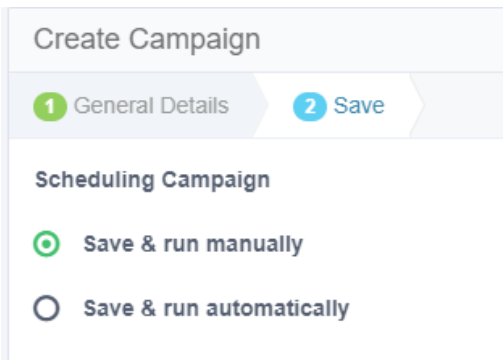 Create Campaign
1 General Details 2 Save
Scheduling Campaign
Save & run manually
Save & run automatically